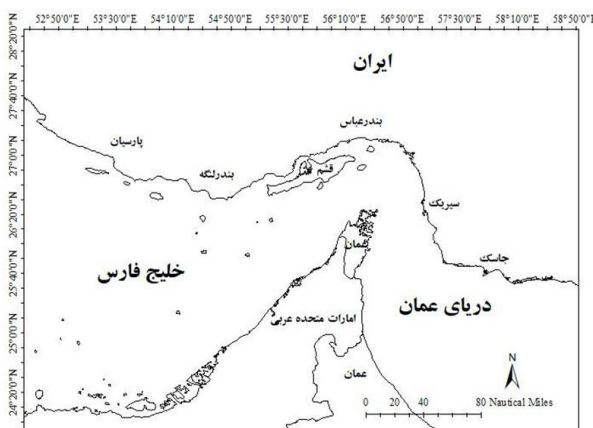 52°50'0"E 53°30'0"E 54°10'0"E 54°50'0"E 55°30'0"E 56°10'0"E 56°50'0"E 57°30'0"E 58°10'0"E 58°50'0"E
28°20'0"N
27°40'0"N
27°0'0"N
26°20'0"N
25°40'0"N
25°0'0"N
24°20'0"N
ایران
بندرعباس
پارسیان
قشم
بندرلنگه
سیریک
عمان
جاسک
خلیج فارس
دریای عمان
امارات متحده عربی
عمان
N
0 40 80 Nautical Miles